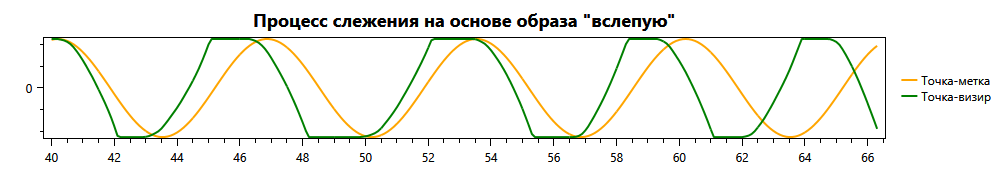 Процесс слежения на основе образа "вслепую"
0
Точка-метка
Точка-визир
40 42 44 46 48 50 52 54 56 58 60 62 64 66